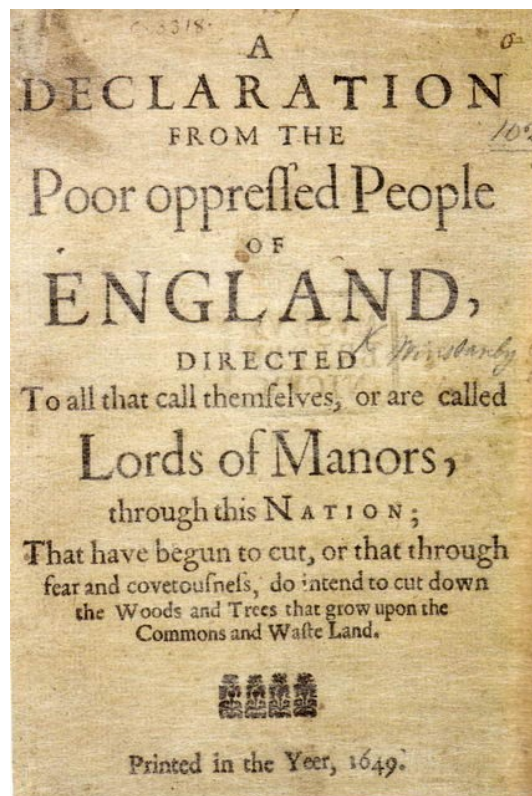 C. 3318.
A
DECLARATION
FROM THE
Poor oppreſſed People
OF
ENGLAND,
DIRECTED
To all that call themſelves, or are called
Lords of Manors,
through this NATION;
That have begun to cut, or that through
fear and covetouſneſs, do intend to cut down
the Woods and Trees that grow upon the
Commons and Waſte Land.
Printed in the Yeer, 1649.